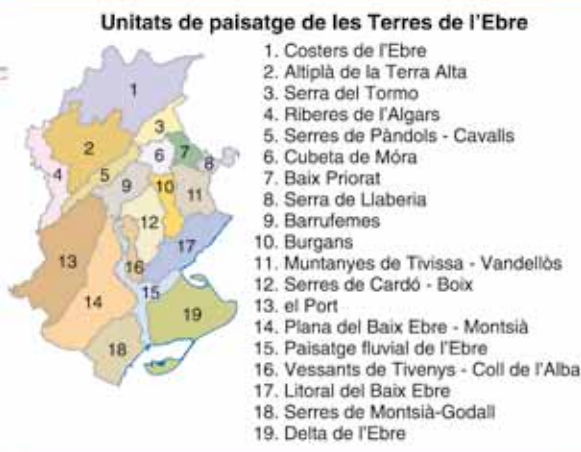 Unitats de paisatge de les Terres de l'Ebre
1. Costers de l'Ebre
2. Altiplà de la Terra Alta
3. Serra del Tormo
4. Riberes de l'Algars
5. Serres de Pàndols - Cavalls
6. Cubeta de Móra
7. Baix Priorat
8. Serra de Llaberia
9. Barrufemes
10. Burgans
11. Muntanyes de Tivissa - Vandellòs
12. Serres de Cardó - Boix
13. el Port
14. Plana del Baix Ebre - Montsià
15. Paisatge fluvial de l'Ebre
16. Vessants de Tivenys - Coll de l'Alba
17. Litoral del Baix Ebre
18. Serres de Montsià-Godall
19. Delta de l'Ebre
1
3
2
6
7
8
4
5
9
10
11
12
17
13
16
15
14
19
18